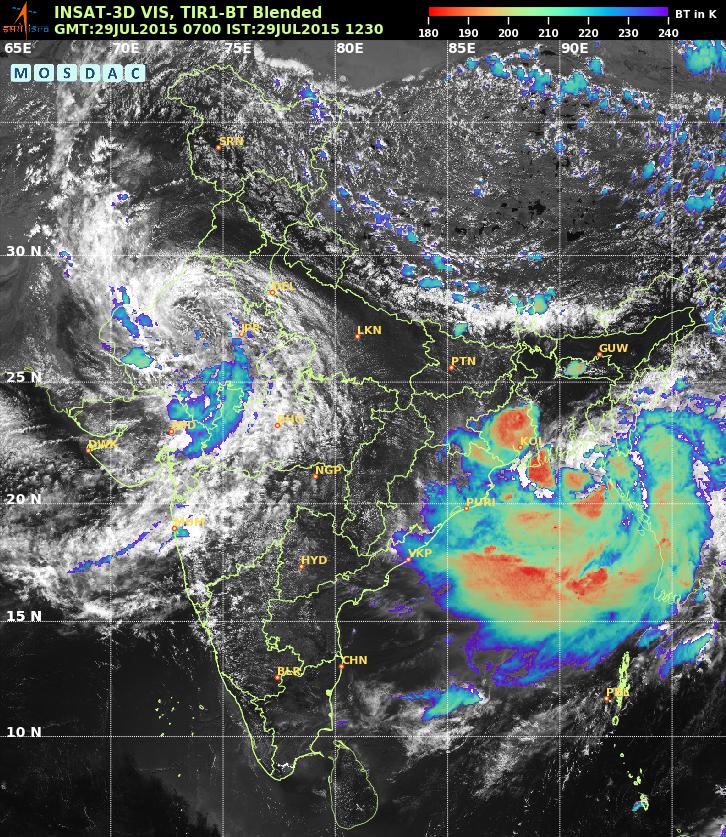 INSAT-3D VIS, TIR1-BT Blended
GMT:29JUL2015 0700 IST:29JUL2015 1230
BT in K
180 190 200 210 220 230 240
65E 70E 75E 80E 85E 90E
MOSDAC
SRN
30 N
DEL
JPR
LKN
GUW
PTN
25 N
BHO
KOL
DWK
NGP
20 N
PURI
MUM
VKP
HYD
15 N
CHN
BLR
PBL
10 N